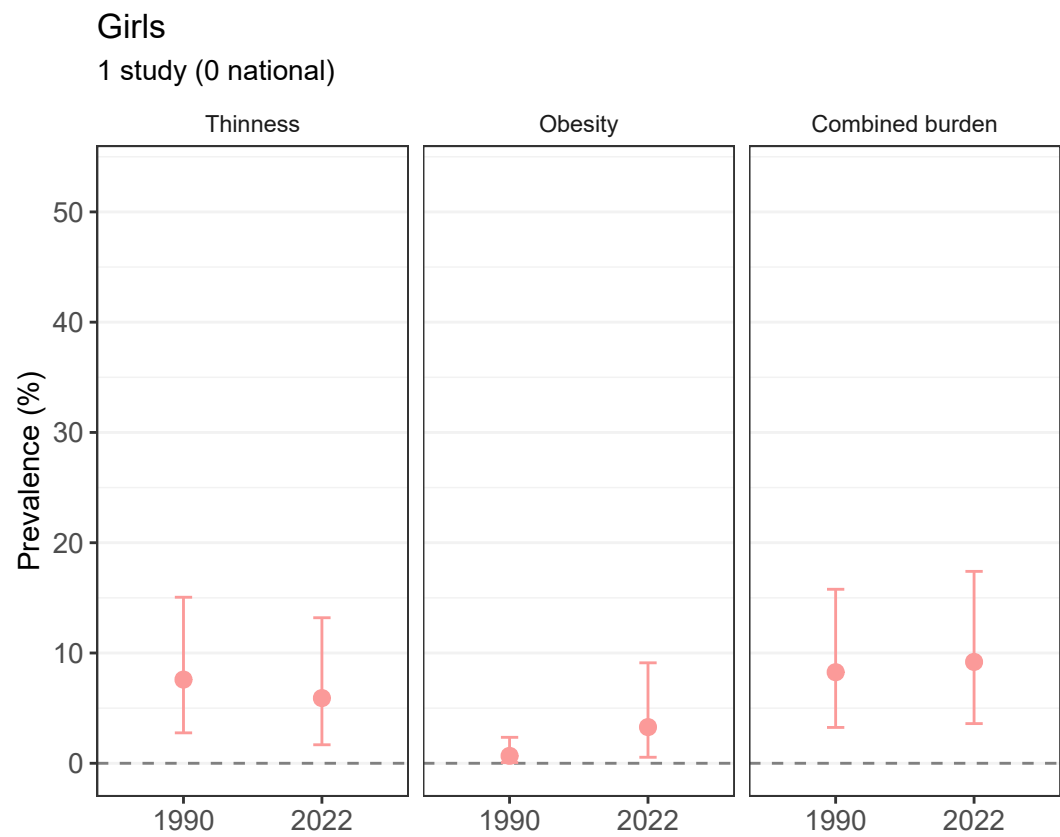 Girls
1 study (0 national)
Thinness Obesity Combined burden
Prevalence (%)
50
40
30
20
10
0
1990 2022 1990 2022 1990 2022